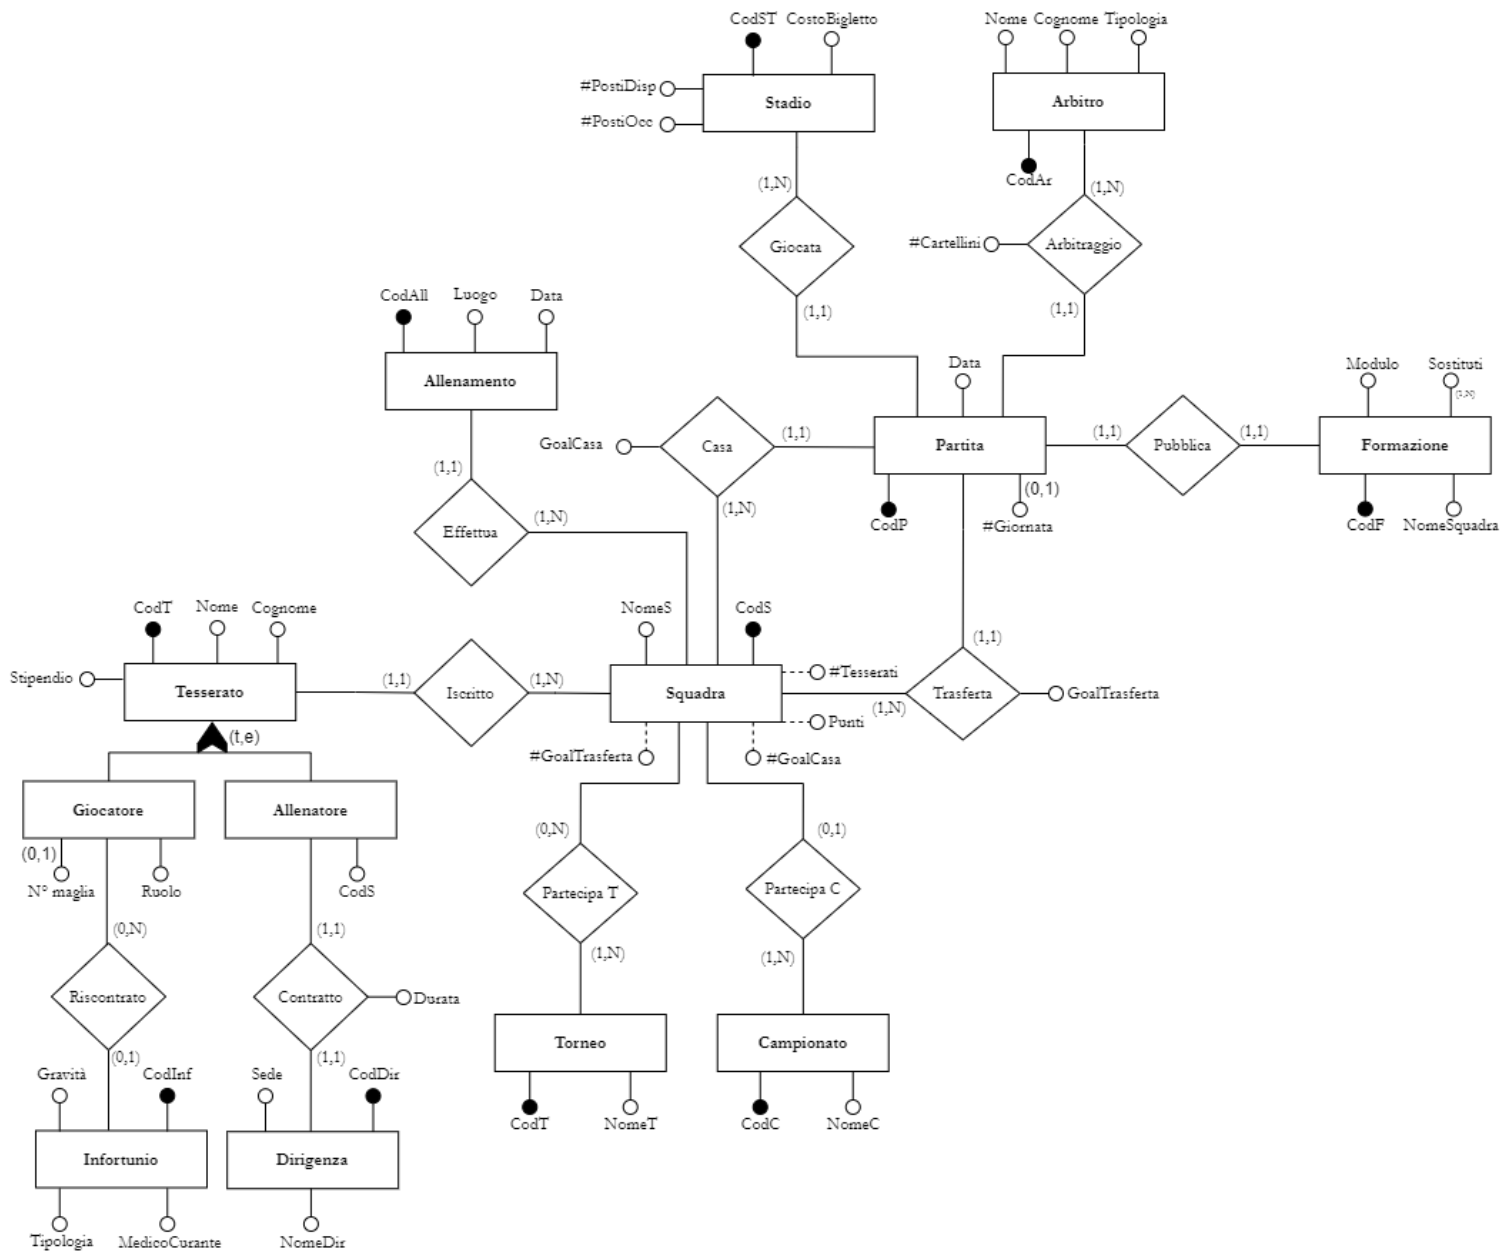 CodST CostoBiglietto
Nome Cognome Tipologia
#PostiDisp
Stadio
Arbitro
#PostiOcc
CodAr
(1,N)
(1,N)
Giocata
#Cartellini
Arbitraggio
CodAll Luogo Data
(1,1)
(1,1)
Allenamento
Data
Modulo Sostituti
(1,N)
GoalCasa
Casa
(1,1)
Partita
(1,1)
Pubblica
(1,1)
Formazione
(1,1)
(0,1)
(1,N)
CodP
#Giornata
CodF
NomeSquadra
Effettua
(1,N)
CodT Nome Cognome
NomeS
CodS
(1,1)
Stipendio
Tesserato
(1,1)
Iscritto
(1,N)
Squadra
#Tesserati
(1,N)
Trasferta
GoalTrasferta
Punti
(t,e)
#GoalTrasferta
#GoalCasa
Giocatore
Allenatore
(0,1)
N° maglia
Ruolo
CodS
(0,N)
(0,1)
Partecipa T
Partecipa C
(0,N)
(1,1)
(1,N)
(1,N)
Riscontrato
Contratto
Durata
(0,1)
(1,1)
Torneo
Campionato
Gravità
CodInf
Sede
CodDir
CodT
NomeT
CodC
NomeC
Infortunio
Dirigenza
Tipologia
MedicoCurante
NomeDir